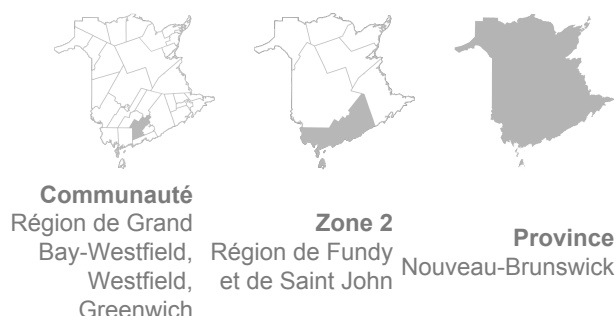 Communauté
Région de Grand
Bay-Westfield,
Westfield,
Greenwich
Zone 2
Région de Fundy
et de Saint John
Province
Nouveau-Brunswick